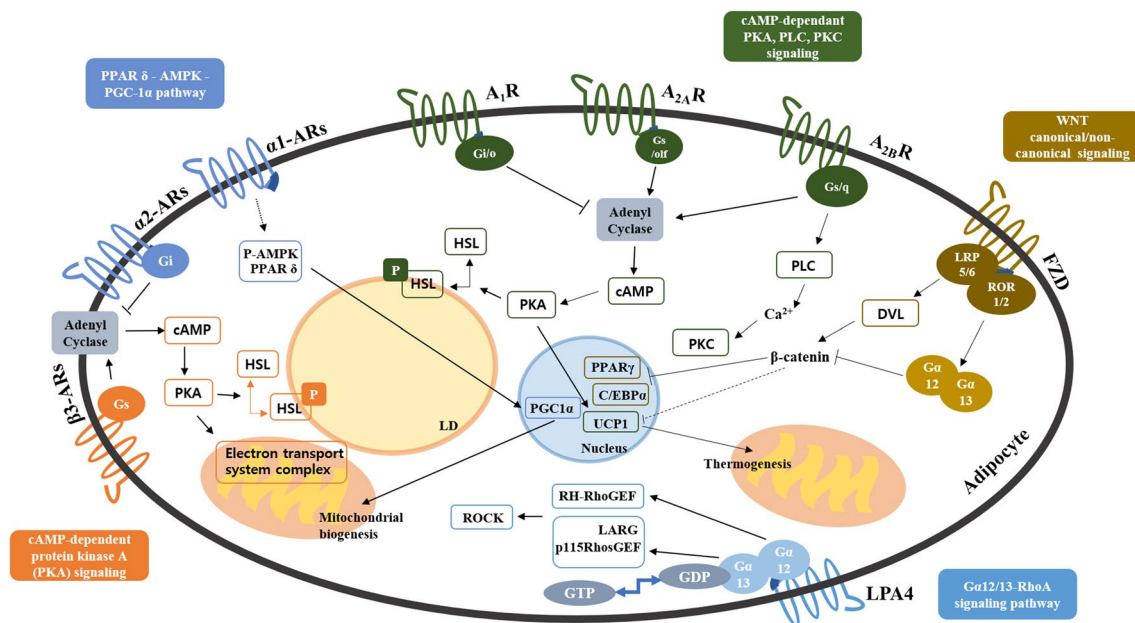 cAMP-dependant
PKA, PLC, PKC
signaling
PPAR δ - AMPK -
PGC-1α pathway
A1R
A2AR
A2BR
WNT
canonical/non-
canonical signaling
α1-ARs
α2-ARs
β3-ARs
FZD
Gi/o
Gs
/olf
Gs/q
Gi
Adenyl
Cyclase
P-AMPK
PPAR δ
HSL
P
HSL
PKA
cAMP
PLC
Ca2+
PKC
LRP
5/6
ROR
1/2
DVL
β-catenin
Gα
12
Gα
13
Adenyl
Cyclase
cAMP
PKA
Gs
HSL
HSL
P
LD
PPARγ
C/EBPα
PGC1α
UCP1
Nucleus
Electron transport
system complex
Mitochondrial
biogenesis
Thermogenesis
Adipocyte
RH-RhoGEF
ROCK
LARG
p115RhosGEF
Gα
12
Gα
13
GDP
GTP
LPA4
cAMP-dependent
protein kinase A
(PKA) signaling
Gα12/13-RhoA
signaling pathway